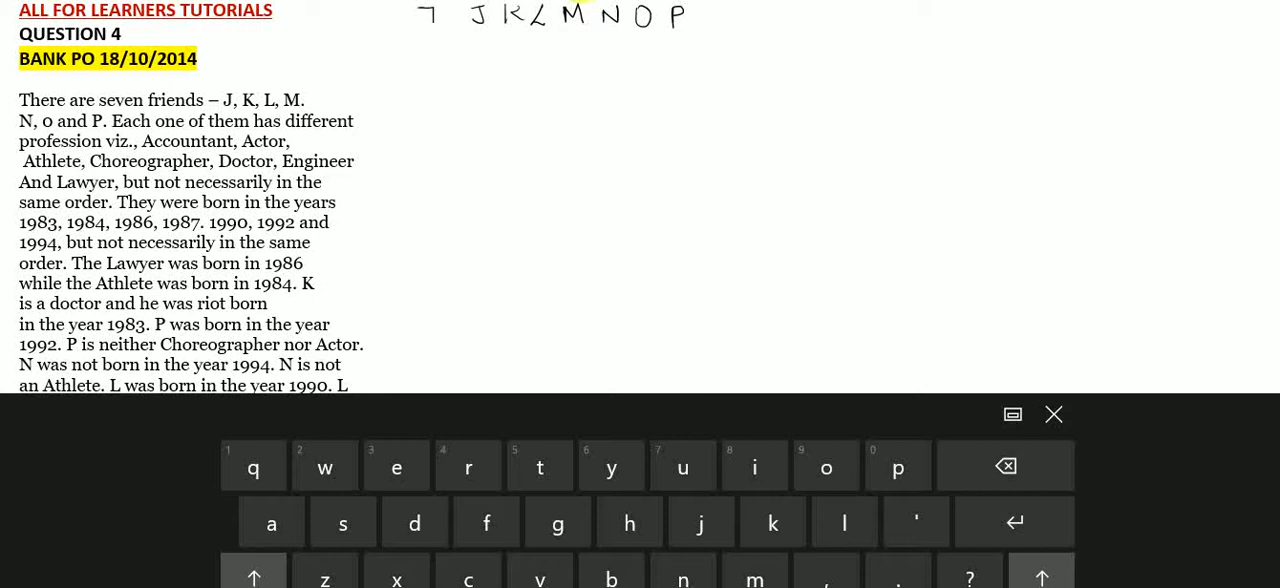 ALL FOR LEARNERS TUTORIALS
7 J K L M N O P
QUESTION 4
BANK PO 18/10/2014
There are seven friends – J, K, L, M.
N, 0 and P. Each one of them has different
profession viz., Accountant, Actor,
Athlete, Choreographer, Doctor, Engineer
And Lawyer, but not necessarily in the
same order. They were born in the years
1983, 1984, 1986, 1987. 1990, 1992 and
1994, but not necessarily in the same
order. The Lawyer was born in 1986
while the Athlete was born in 1984. K
is a doctor and he was riot born
in the year 1983. P was born in the year
1992. P is neither Choreographer nor Actor.
N was not born in the year 1994. N is not
an Athlete. L was born in the year 1990. L
1 2 3 4 5 6 7 8 9 0
q w e r t y u i o p
a s d f g h j k l '
z x c v b n m , . ?